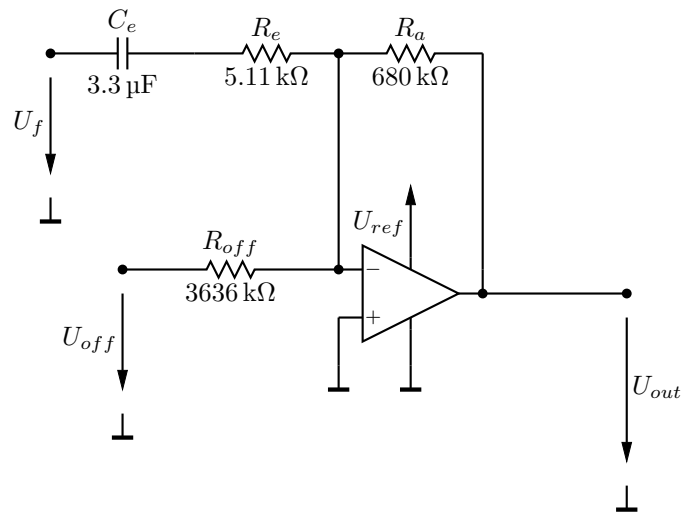 C_e
3.3 µF
R_e
5.11 kΩ
R_a
680 kΩ
U_f
U_ref
R_off
3636 kΩ
−
+
U_off
U_out